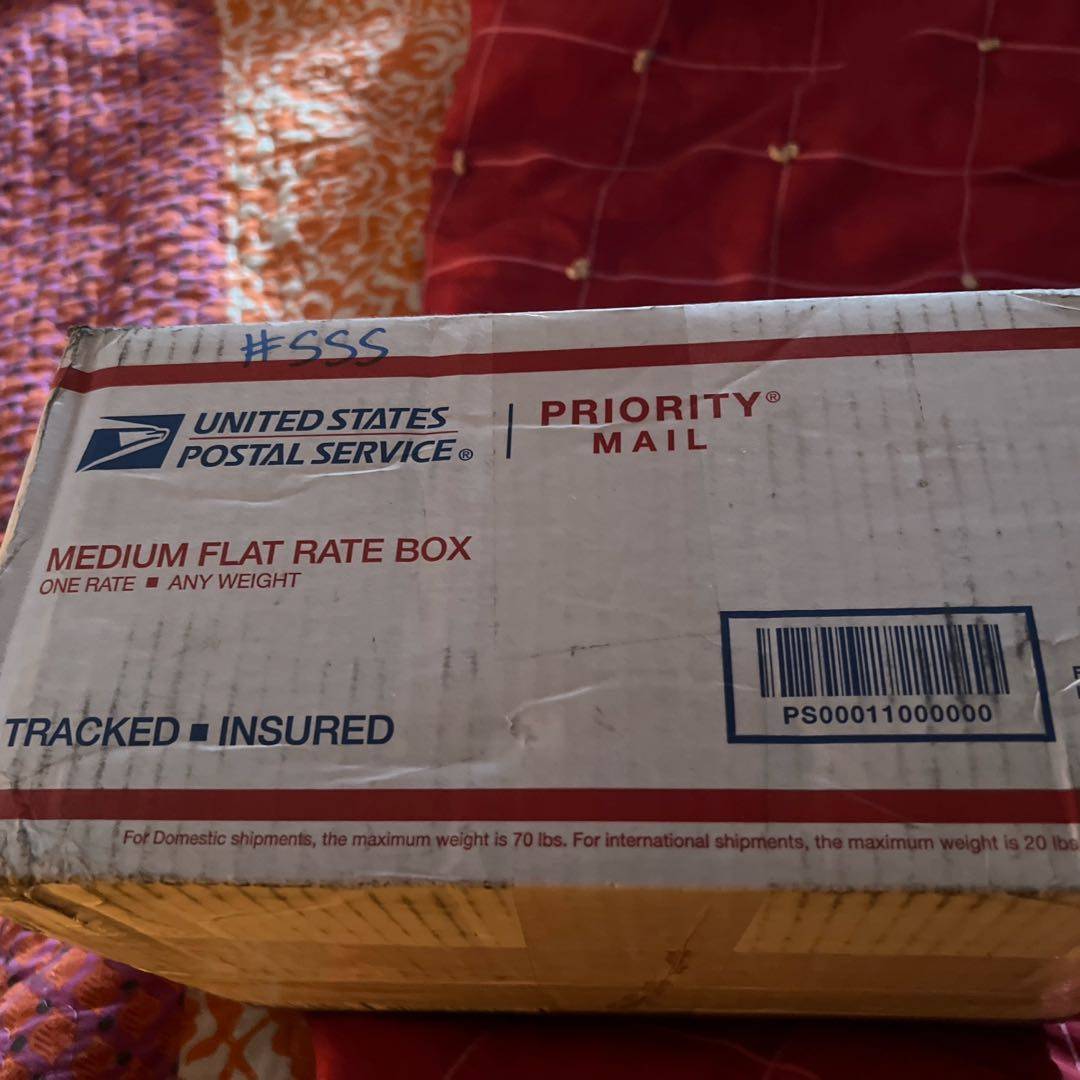 #SSS
UNITED STATES
POSTAL SERVICE®
PRIORITY®
MAIL
MEDIUM FLAT RATE BOX
ONE RATE ■ ANY WEIGHT
TRACKED ■ INSURED
PS00011000000
For Domestic shipments, the maximum weight is 70 lbs. For international shipments, the maximum weight is 20 lbs